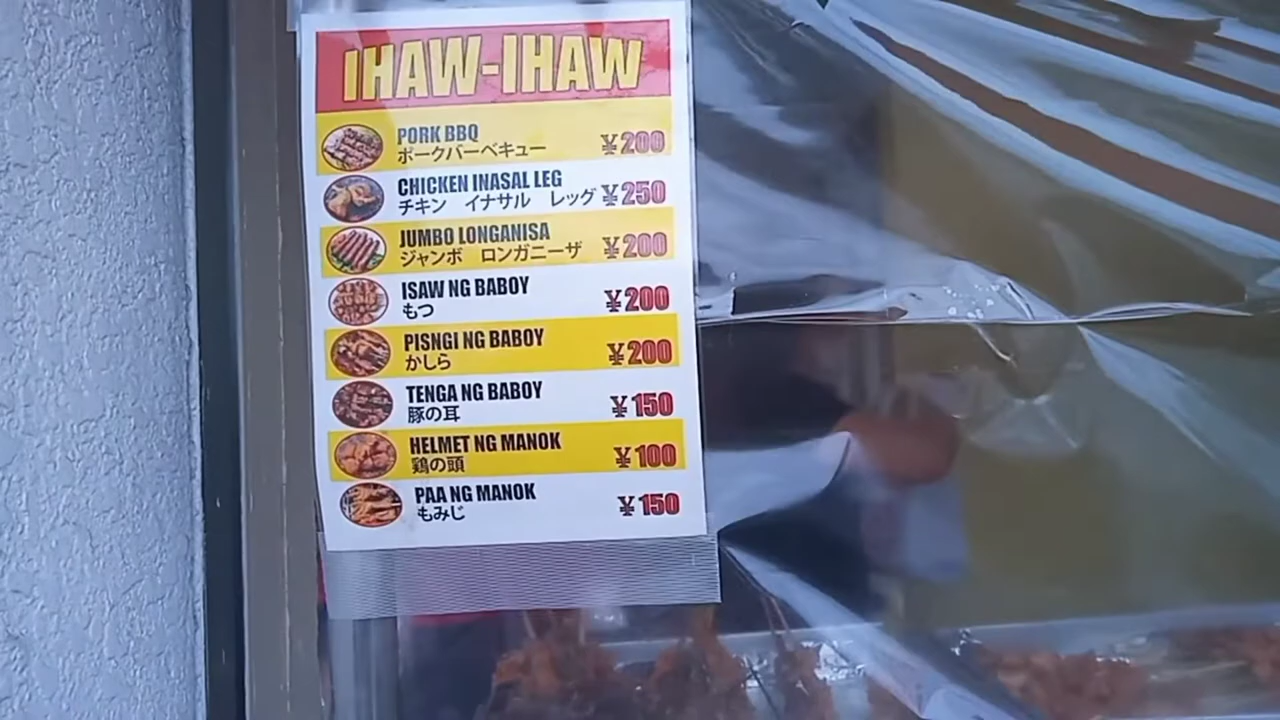 IHAW-IHAW
PORK BBQ
ポークバーベキュー ¥200
CHICKEN INASAL LEG
チキン イナサル レッグ ¥250
JUMBO LONGANISA
ジャンボ ロンガニーザ ¥200
ISAW NG BABOY
もつ ¥200
PISNGI NG BABOY
かしら ¥200
TENGA NG BABOY
豚の耳 ¥150
HELMET NG MANOK
鶏の頭 ¥100
PAA NG MANOK
もみじ ¥150